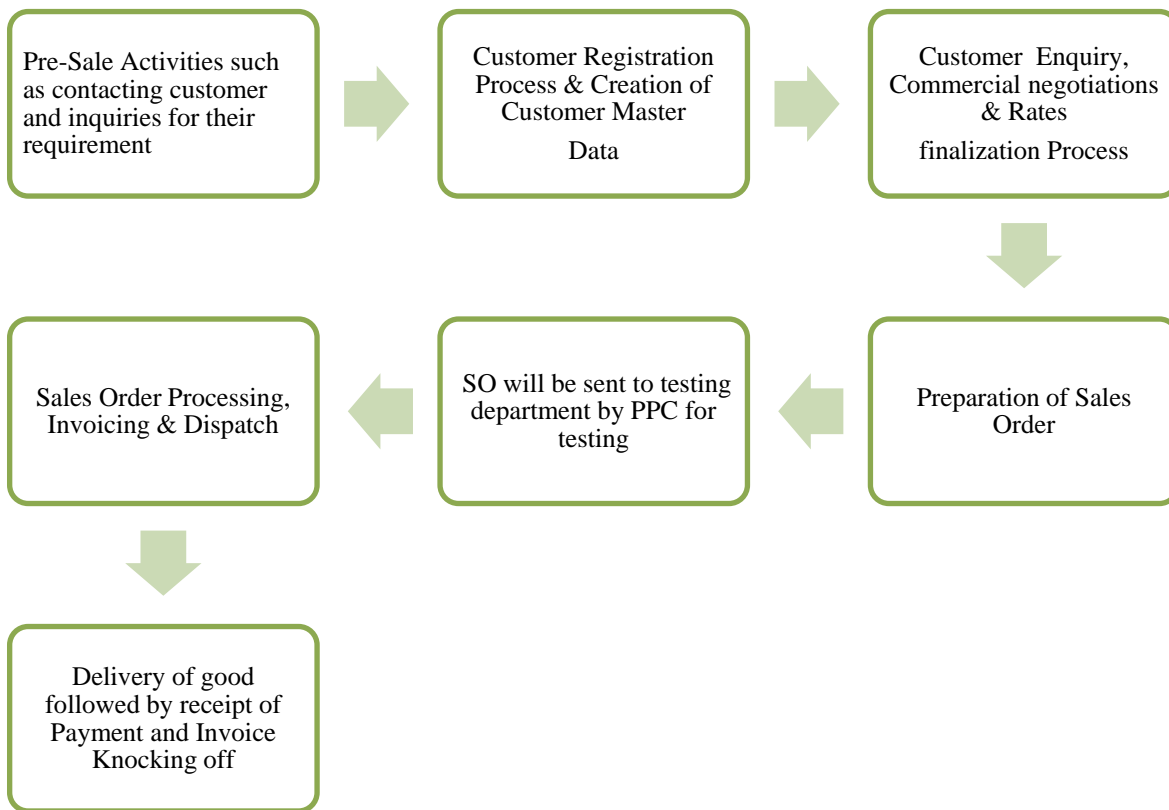 Pre-Sale Activities such
as contacting customer
and inquiries for their
requirement
Customer Registration
Process & Creation of
Customer Master
Data
Customer Enquiry,
Commercial negotiations
& Rates
finalization Process
Preparation of Sales
Order
SO will be sent to testing
department by PPC for
testing
Sales Order Processing,
Invoicing & Dispatch
Delivery of good
followed by receipt of
Payment and Invoice
Knocking off